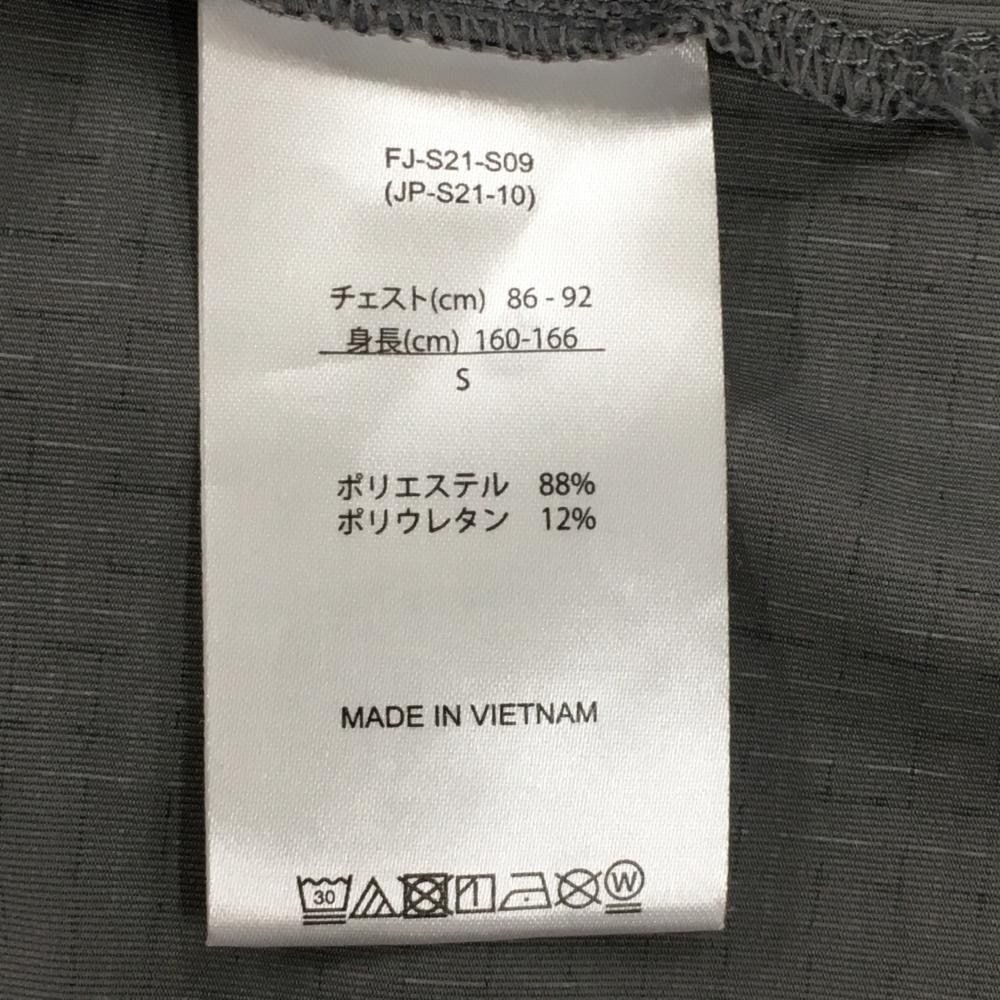 FJ-S21-S09
(JP-S21-10)
チェスト(cm) 86 - 92
身長(cm) 160-166
S
ポリエステル 88%
ポリウレタン 12%
MADE IN VIETNAM
30 W